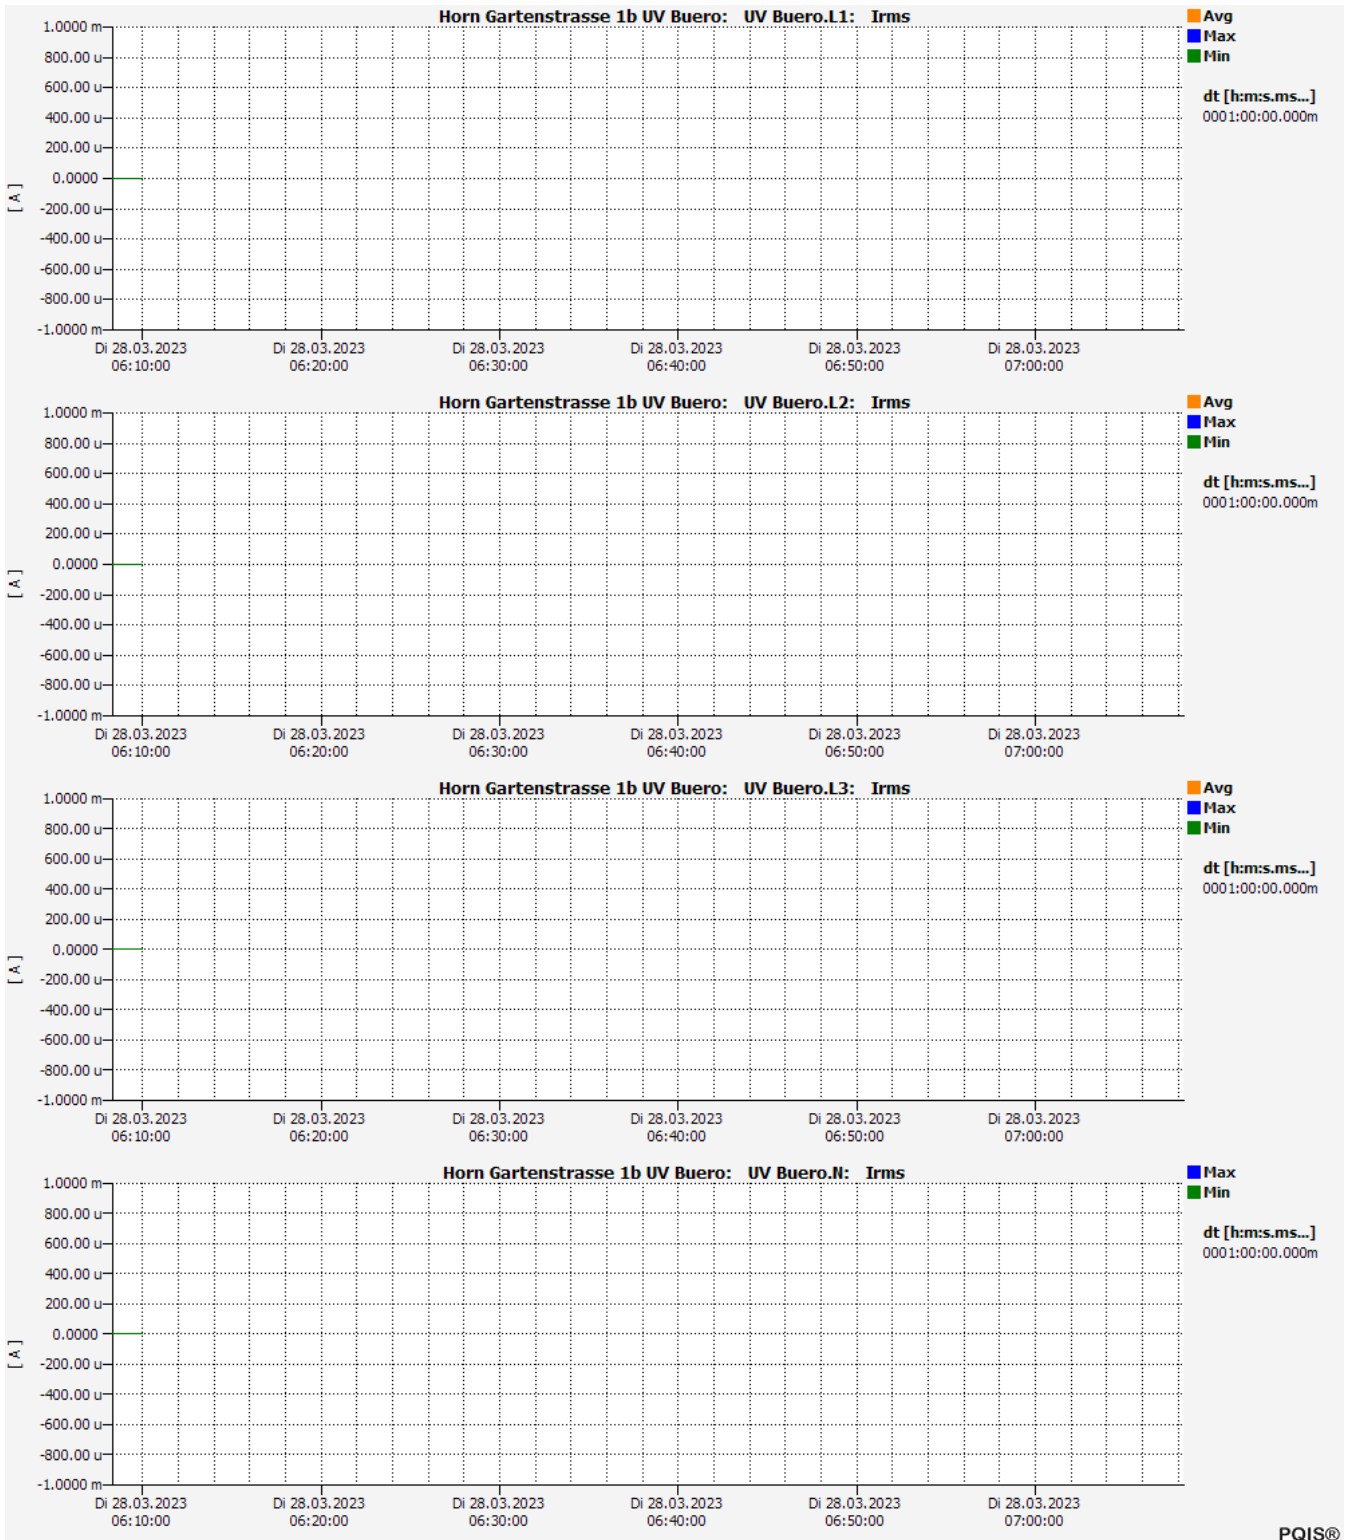 Horn Gartenstrasse 1b UV Buero:   UV Buero.L1:   Irms
Avg
Max
Min
dt [h:m:s.ms...]
0001:00:00.000m
1.0000 m
800.00 u
600.00 u
400.00 u
200.00 u
0.0000
-200.00 u
-400.00 u
-600.00 u
-800.00 u
-1.0000 m
[ A ]
Di 28.03.2023 Di 28.03.2023 Di 28.03.2023 Di 28.03.2023 Di 28.03.2023 Di 28.03.2023
06:10:00 06:20:00 06:30:00 06:40:00 06:50:00 07:00:00
Horn Gartenstrasse 1b UV Buero:   UV Buero.L2:   Irms
Avg
Max
Min
dt [h:m:s.ms...]
0001:00:00.000m
1.0000 m
800.00 u
600.00 u
400.00 u
200.00 u
0.0000
-200.00 u
-400.00 u
-600.00 u
-800.00 u
-1.0000 m
[ A ]
Di 28.03.2023 Di 28.03.2023 Di 28.03.2023 Di 28.03.2023 Di 28.03.2023 Di 28.03.2023
06:10:00 06:20:00 06:30:00 06:40:00 06:50:00 07:00:00
Horn Gartenstrasse 1b UV Buero:   UV Buero.L3:   Irms
Avg
Max
Min
dt [h:m:s.ms...]
0001:00:00.000m
1.0000 m
800.00 u
600.00 u
400.00 u
200.00 u
0.0000
-200.00 u
-400.00 u
-600.00 u
-800.00 u
-1.0000 m
[ A ]
Di 28.03.2023 Di 28.03.2023 Di 28.03.2023 Di 28.03.2023 Di 28.03.2023 Di 28.03.2023
06:10:00 06:20:00 06:30:00 06:40:00 06:50:00 07:00:00
Horn Gartenstrasse 1b UV Buero:   UV Buero.N:   Irms
Max
Min
dt [h:m:s.ms...]
0001:00:00.000m
1.0000 m
800.00 u
600.00 u
400.00 u
200.00 u
0.0000
-200.00 u
-400.00 u
-600.00 u
-800.00 u
-1.0000 m
[ A ]
Di 28.03.2023 Di 28.03.2023 Di 28.03.2023 Di 28.03.2023 Di 28.03.2023 Di 28.03.2023
06:10:00 06:20:00 06:30:00 06:40:00 06:50:00 07:00:00
PQIS®